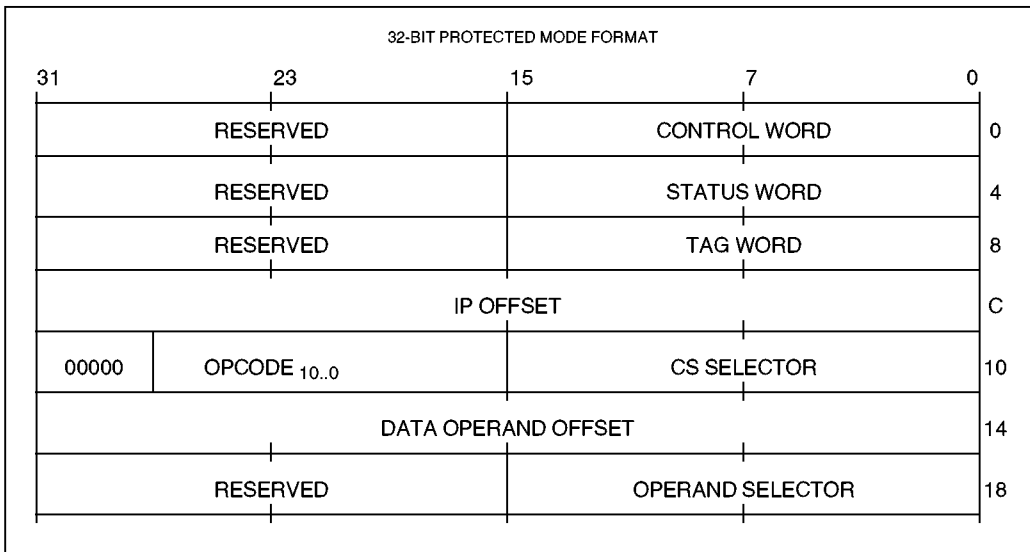 32-BIT PROTECTED MODE FORMAT
31 23 15 7 0
RESERVED CONTROL WORD 0
RESERVED STATUS WORD 4
RESERVED TAG WORD 8
IP OFFSET C
00000 OPCODE 10..0 CS SELECTOR 10
DATA OPERAND OFFSET 14
RESERVED OPERAND SELECTOR 18